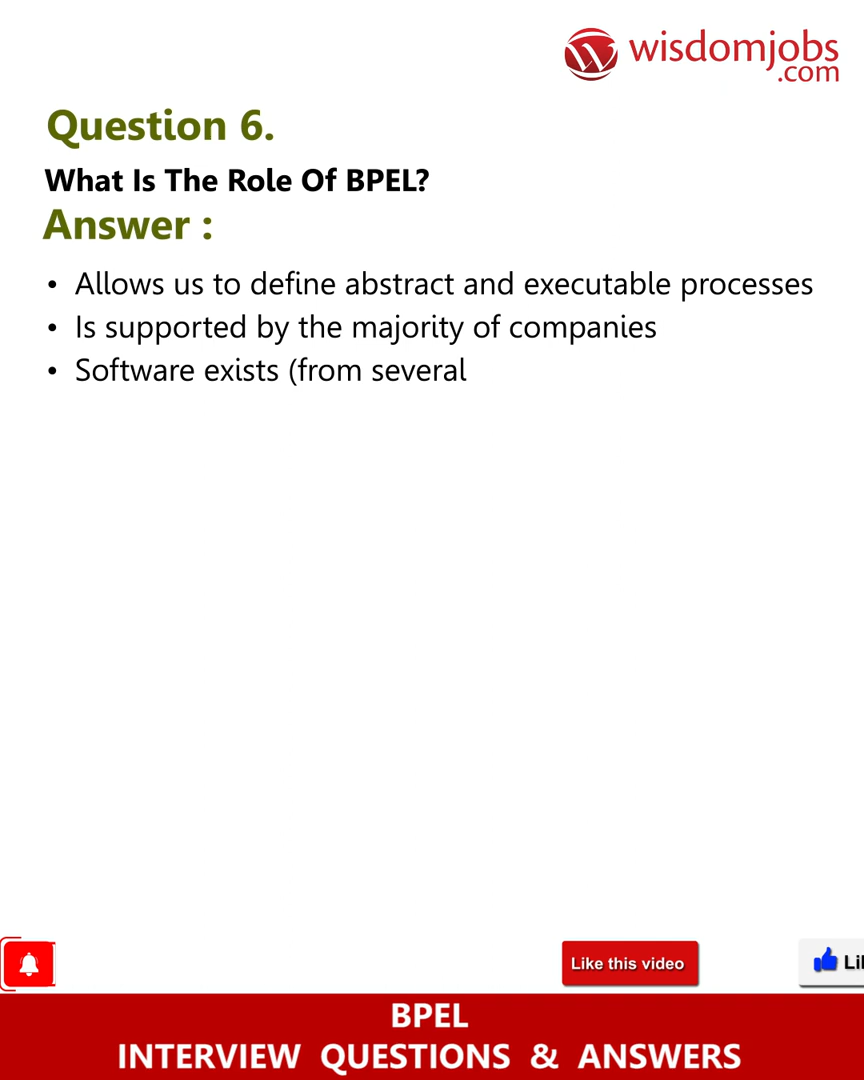 wisdomjobs
.com
Question 6.
What Is The Role Of BPEL?
Answer :
• Allows us to define abstract and executable processes
• Is supported by the majority of companies
• Software exists (from several
Like this video
BPEL
INTERVIEW QUESTIONS & ANSWERS